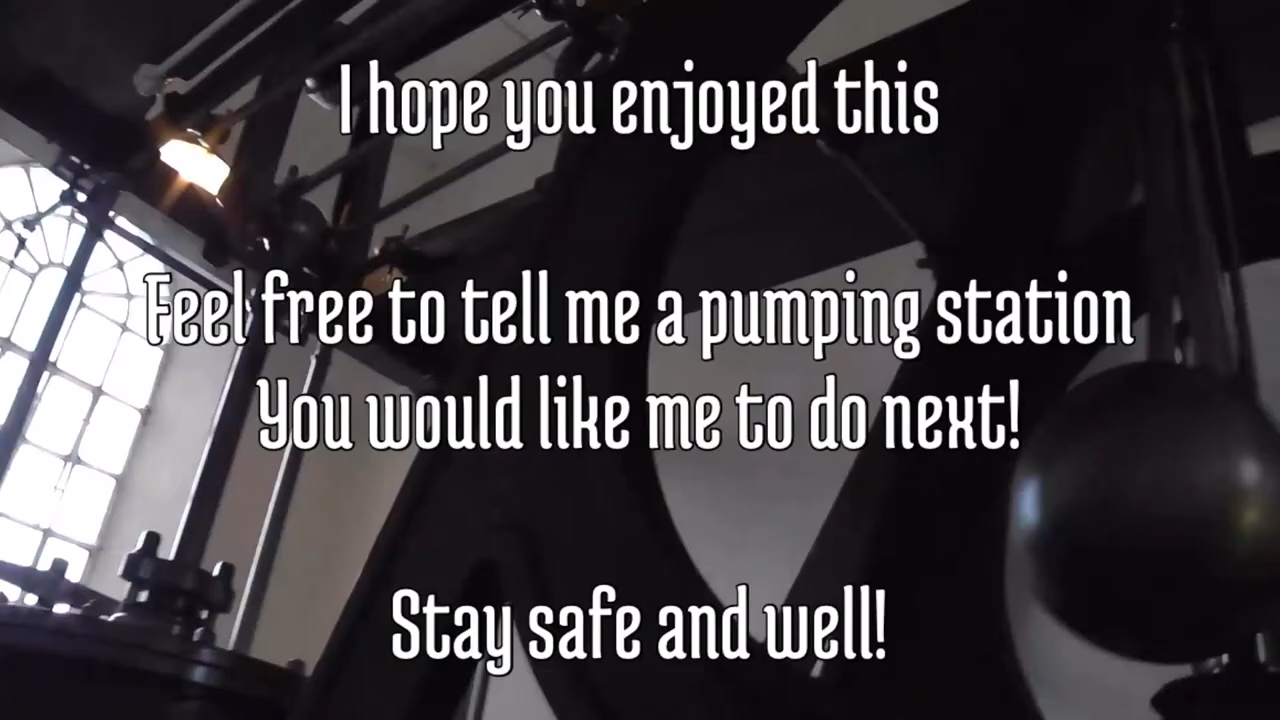 I hope you enjoyed this
Feel free to tell me a pumping station
You would like me to do next!
Stay safe and well!